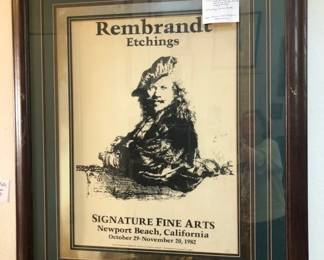 Rembrandt
Etchings
SIGNATURE FINE ARTS
Newport Beach, California
October 29-November 20, 1982